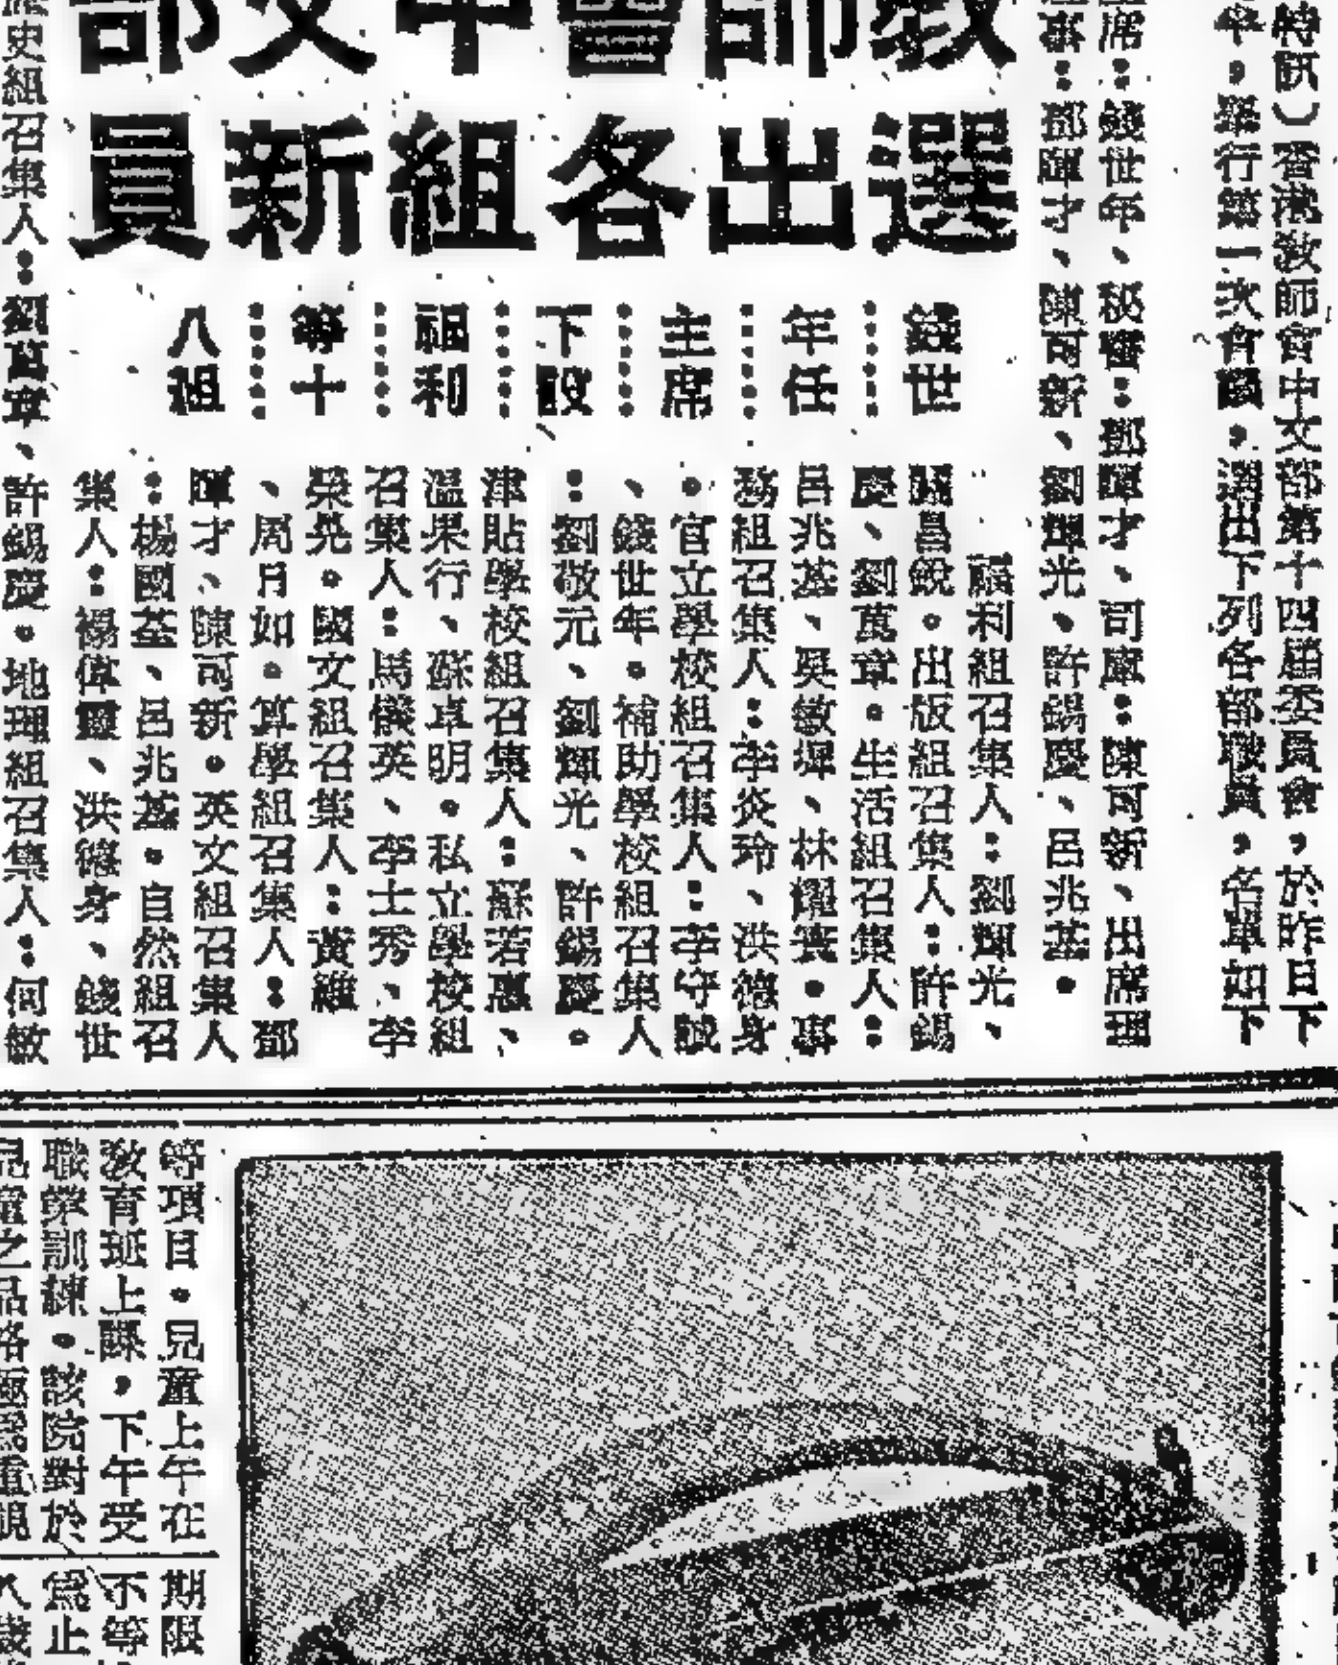 教師會中文部
選出各組新員
錢世年任主席
下設福利等十八組
特訊）香港教師會中文部第十四屆委員會，於昨日下
午，舉行第一次會議，選出下列各部職員，名單如下
席：錢世年、秘書：鄧暉才、司庫：陳可新、出席理
事：鄧暉才、陳可新、劉輝光、許錫慶、呂兆基。
福利組召集人：劉輝光、
關昌銳。出版組召集人：許錫
慶、劉萬章。生活組召集人：
呂兆基、吳敏墀、林耀寰。事
務組召集人：李炎玲、洪德身
。官立學校組召集人：李守誠
、錢世年。補助學校組召集人
：劉敬元、劉輝光、許錫慶。
津貼學校組召集人：蘇若惠、
溫果行、蘇卓明。私立學校組
召集人：馬儀英、李士秀、李
榮晃。國文組召集人：黃維
、周月如。算學組召集人：鄧
暉才、陳可新。英文組召集人
：楊國荃、呂兆基。自然組召
集人：楊偉靈、洪德身、錢世
史組召集人：劉萬章、許錫慶。地理組召集人：何敏
等項目。兒童上午在
教育班上課，下午受
職業訓練。該院對於
兒童之品格極為重視
期限
不等
為止